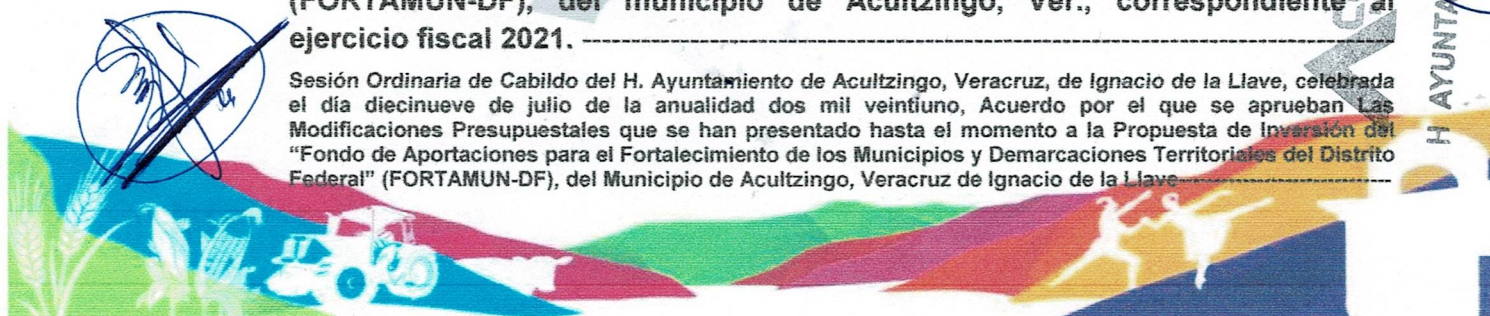 (FORTAMUN-DF), del municipio de Acultzingo, Ver., correspondiente al
ejercicio fiscal 2021. ------------------------------------------------------------
Sesión Ordinaria de Cabildo del H. Ayuntamiento de Acultzingo, Veracruz, de Ignacio de la Llave, celebrada
el día diecinueve de julio de la anualidad dos mil veintiuno, Acuerdo por el que se aprueban Las
Modificaciones Presupuestales que se han presentado hasta el momento a la Propuesta de Inversión del
“Fondo de Aportaciones para el Fortalecimiento de los Municipios y Demarcaciones Territoriales del Distrito
Federal” (FORTAMUN-DF), del Municipio de Acultzingo, Veracruz de Ignacio de la Llave------------------------
H AYUNTA